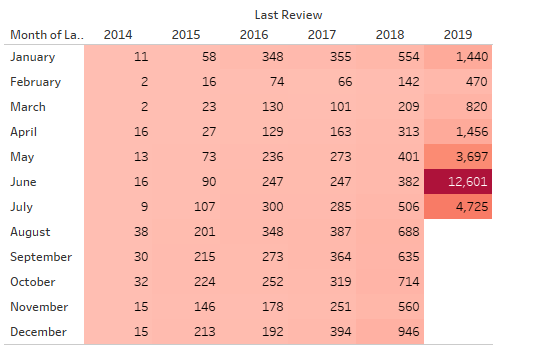 Last Review
Month of La.. 2014 2015 2016 2017 2018 2019
January 11 58 348 355 554 1,440
February 2 16 74 66 142 470
March 2 23 130 101 209 820
April 16 27 129 163 313 1,456
May 13 73 236 273 401 3,697
June 16 90 247 247 382 12,601
July 9 107 300 285 506 4,725
August 38 201 348 387 688
September 30 215 273 364 635
October 32 224 252 319 714
November 15 146 178 251 560
December 15 213 192 394 946